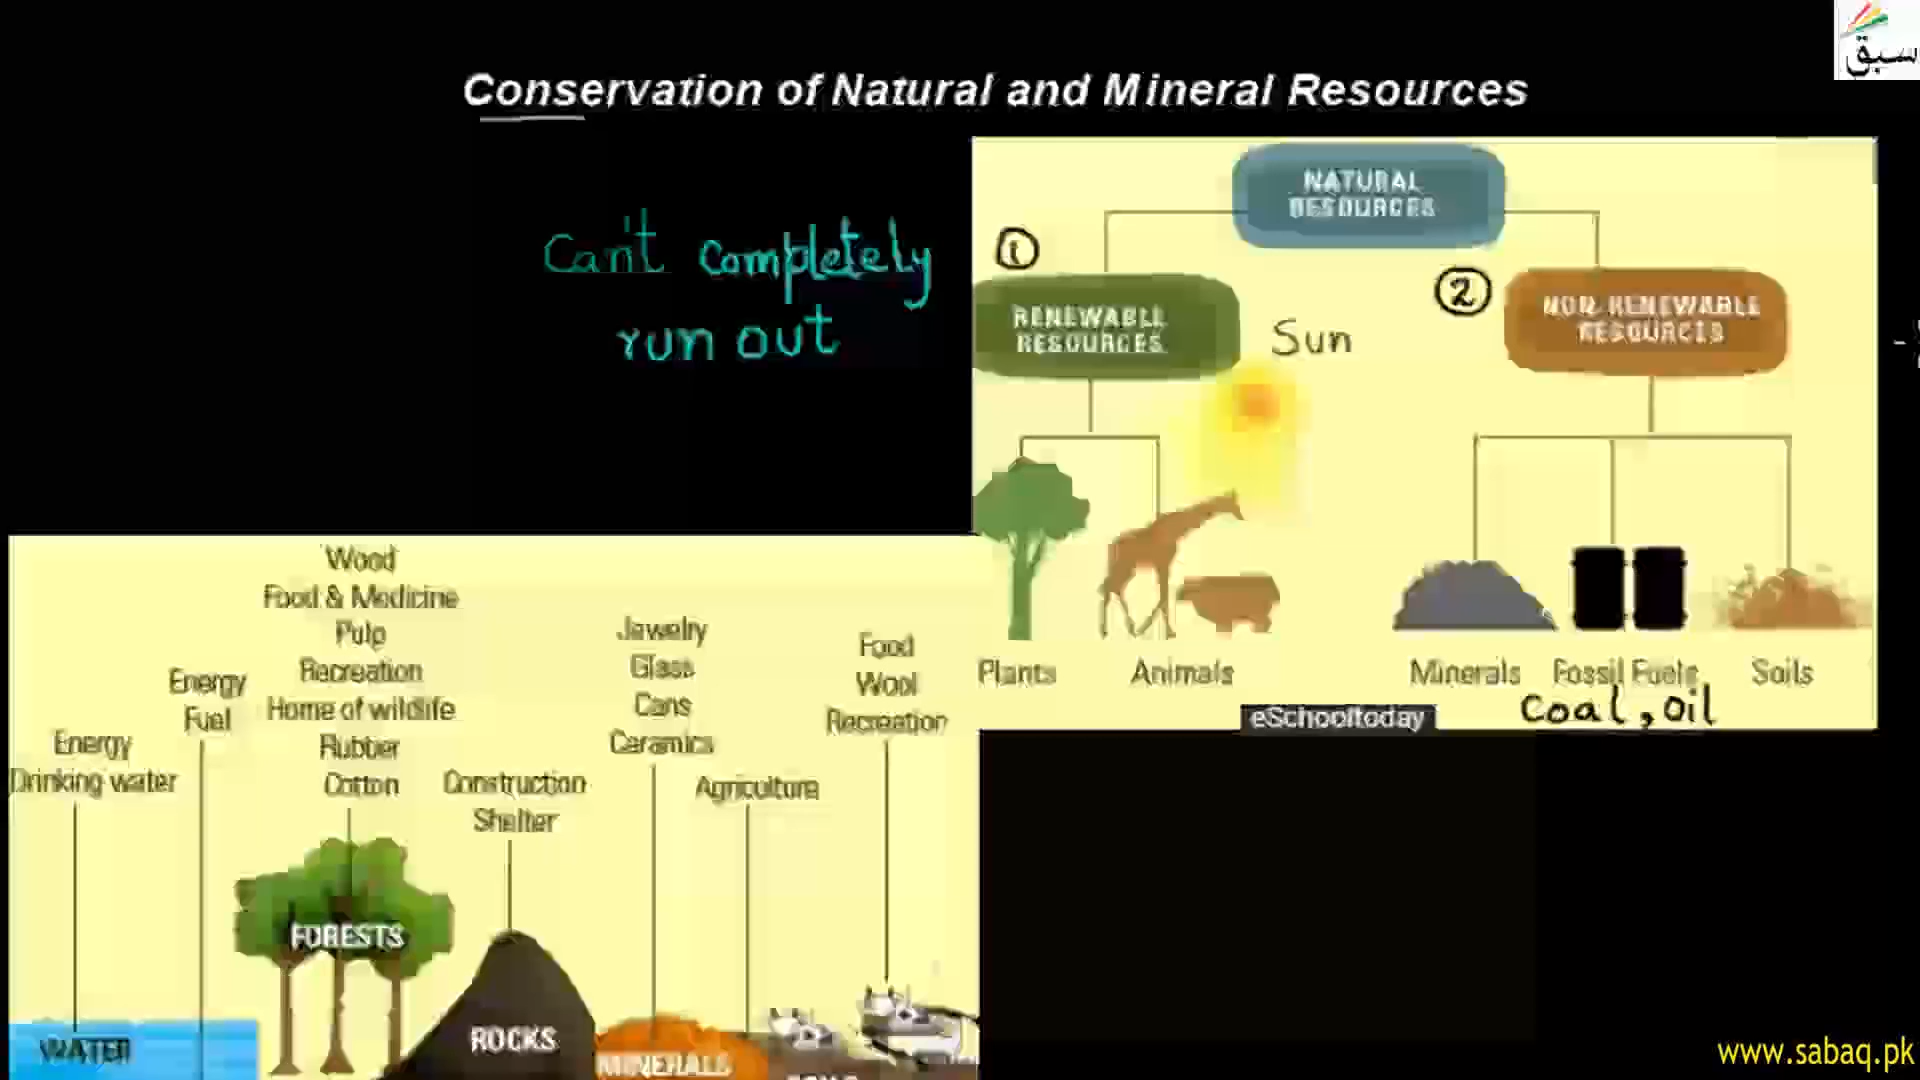 سبق
Conservation of Natural and Mineral Resources
Can't completely
run out
NATURAL
RESOURCES
1
RENEWABLE
RESOURCES
Sun
2
NON-RENEWABLE
RESOURCES
Plants
Animals
Minerals
Fossil Fuels
Soils
Coal, oil
eSchooltoday
Energy
Drinking water
Energy
Fuel
Wood
Food & Medicine
Pulp
Recreation
Home of wildlife
Rubber
Cotton
Construction
Shelter
Jewelry
Glass
Cans
Ceramics
Agriculture
Food
Wool
Recreation
WATER
FORESTS
ROCKS
MINERALS
www.sabaq.pk